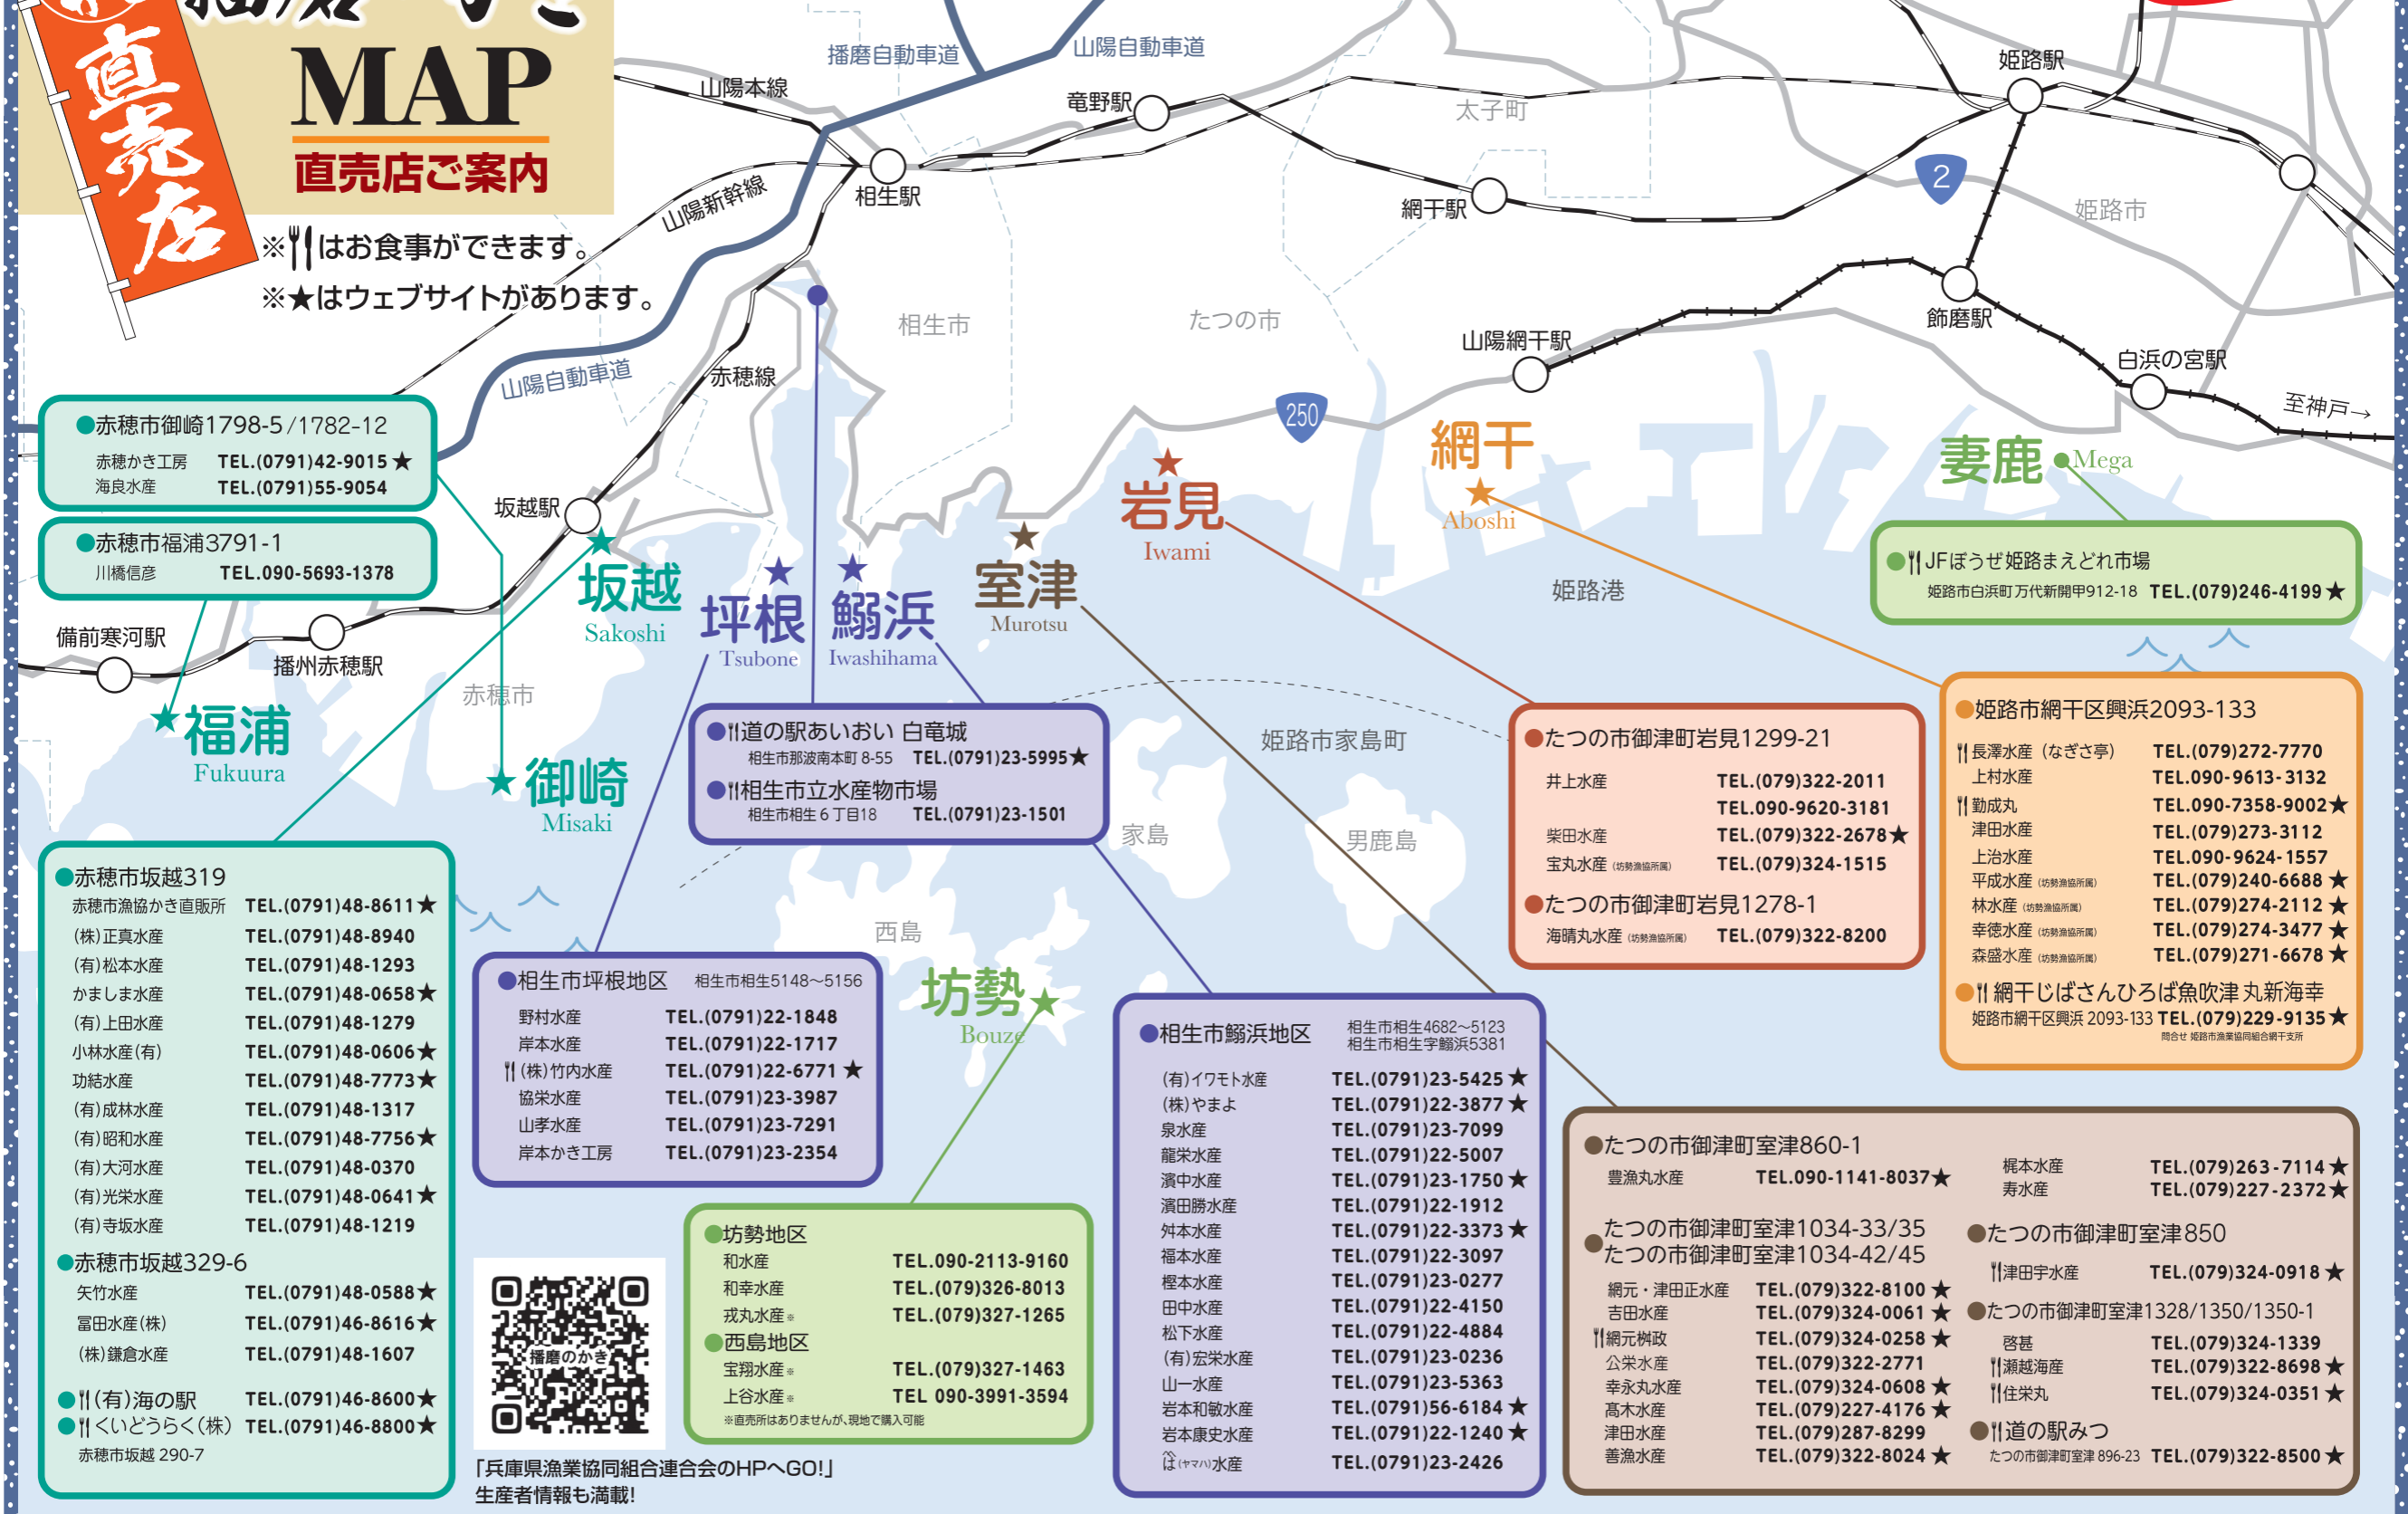 直売店
MAP
直売店ご案内
※はお食事ができます。
※★はウェブサイトがあります。
播磨自動車道
山陽自動車道
山陽本線
竜野駅
太子町
姫路駅
相生駅
山陽新幹線
網干駅
2
姫路市
相生市
たつの市
山陽網干駅
飾磨駅
白浜の宮駅
至神戸→
山陽自動車道
赤穂線
250
坂越駅
備前寒河駅
播州赤穂駅
赤穂市
姫路港
姫路市家島町
家島
男鹿島
西島
福浦
Fukuura
御崎
Misaki
坂越
Sakoshi
坪根
Tsubone
鰯浜
Iwashihama
室津
Murotsu
岩見
Iwami
網干
Aboshi
妻鹿
Mega
坊勢
Bouze
●赤穂市御崎1798-5/1782-12
赤穂かき工房 TEL.(0791)42-9015★
海良水産 TEL.(0791)55-9054
●赤穂市福浦3791-1
川橋信彦 TEL.090-5693-1378
●JFぼうぜ姫路まえどれ市場
姫路市白浜町万代新開甲912-18 TEL.(079)246-4199★
●道の駅あいおい 白竜城
相生市那波南本町 8-55 TEL.(0791)23-5995★
●相生市立水産物市場
相生市相生6丁目18 TEL.(0791)23-1501
●たつの市御津町岩見1299-21
井上水産 TEL.(079)322-2011
TEL.090-9620-3181
柴田水産 TEL.(079)322-2678★
宝丸水産(坊勢漁協所属) TEL.(079)324-1515
●たつの市御津町岩見1278-1
海晴丸水産(坊勢漁協所属) TEL.(079)322-8200
●姫路市網干区興浜2093-133
長澤水産(なぎさ亭) TEL.(079)272-7770
上村水産 TEL.090-9613-3132
勤成丸 TEL.090-7358-9002★
津田水産 TEL.(079)273-3112
上治水産 TEL.090-9624-1557
平成水産(坊勢漁協所属) TEL.(079)240-6688★
林水産(坊勢漁協所属) TEL.(079)274-2112★
幸徳水産(坊勢漁協所属) TEL.(079)274-3477★
森盛水産(坊勢漁協所属) TEL.(079)271-6678★
●網干じばさんひろば魚吹津 丸新海幸
姫路市網干区興浜 2093-133 TEL.(079)229-9135★
問合せ 姫路市漁業協同組合網干支所
●赤穂市坂越319
赤穂市漁協かき直販所 TEL.(0791)48-8611★
(株)正真水産 TEL.(0791)48-8940
(有)松本水産 TEL.(0791)48-1293
かましま水産 TEL.(0791)48-0658★
(有)上田水産 TEL.(0791)48-1279
小林水産(有) TEL.(0791)48-0606★
功結水産 TEL.(0791)48-7773★
(有)成林水産 TEL.(0791)48-1317
(有)昭和水産 TEL.(0791)48-7756★
(有)大河水産 TEL.(0791)48-0370
(有)光栄水産 TEL.(0791)48-0641★
(有)寺坂水産 TEL.(0791)48-1219
●赤穂市坂越329-6
矢竹水産 TEL.(0791)48-0588★
冨田水産(株) TEL.(0791)46-8616★
(株)鎌倉水産 TEL.(0791)48-1607
●(有)海の駅 TEL.(0791)46-8600★
●くいどうらく(株) TEL.(0791)46-8800★
赤穂市坂越 290-7
●相生市坪根地区 相生市相生5148〜5156
野村水産 TEL.(0791)22-1848
岸本水産 TEL.(0791)22-1717
(株)竹内水産 TEL.(0791)22-6771★
協栄水産 TEL.(0791)23-3987
山孝水産 TEL.(0791)23-7291
岸本かき工房 TEL.(0791)23-2354
播磨のかき
「兵庫県漁業協同組合連合会のHPへGO!」
生産者情報も満載!
●坊勢地区
和水産 TEL.090-2113-9160
和幸水産 TEL.(079)326-8013
戎丸水産※ TEL.(079)327-1265
●西島地区
宝翔水産※ TEL.(079)327-1463
上谷水産※ TEL 090-3991-3594
※直売所はありませんが、現地で購入可能
●相生市鰯浜地区 相生市相生4682〜5123
相生市相生字鰯浜5381
(有)イワモト水産 TEL.(0791)23-5425★
(株)やまよ TEL.(0791)22-3877★
泉水産 TEL.(0791)23-7099
龍栄水産 TEL.(0791)22-5007
濱中水産 TEL.(0791)23-1750★
濱田勝水産 TEL.(0791)22-1912
舛本水産 TEL.(0791)22-3373★
福本水産 TEL.(0791)22-3097
樫本水産 TEL.(0791)23-0277
田中水産 TEL.(0791)22-4150
松下水産 TEL.(0791)22-4884
(有)宏栄水産 TEL.(0791)23-0236
山一水産 TEL.(0791)23-5363
岩本和敏水産 TEL.(0791)56-6184★
岩本康史水産 TEL.(0791)22-1240★
は(ヤマハ)水産 TEL.(0791)23-2426
●たつの市御津町室津860-1
豊漁丸水産 TEL.090-1141-8037★
●たつの市御津町室津1034-33/35
たつの市御津町室津1034-42/45
網元・津田正水産 TEL.(079)322-8100★
吉田水産 TEL.(079)324-0061★
網元桝政 TEL.(079)324-0258★
公栄水産 TEL.(079)322-2771
幸永丸水産 TEL.(079)324-0608★
髙木水産 TEL.(079)227-4176★
津田水産 TEL.(079)287-8299
善漁水産 TEL.(079)322-8024★
梶本水産 TEL.(079)263-7114★
寿水産 TEL.(079)227-2372★
●たつの市御津町室津850
津田宇水産 TEL.(079)324-0918★
●たつの市御津町室津1328/1350/1350-1
啓甚 TEL.(079)324-1339
瀬越海産 TEL.(079)322-8698★
住栄丸 TEL.(079)324-0351★
●道の駅みつ
たつの市御津町室津 896-23 TEL.(079)322-8500★